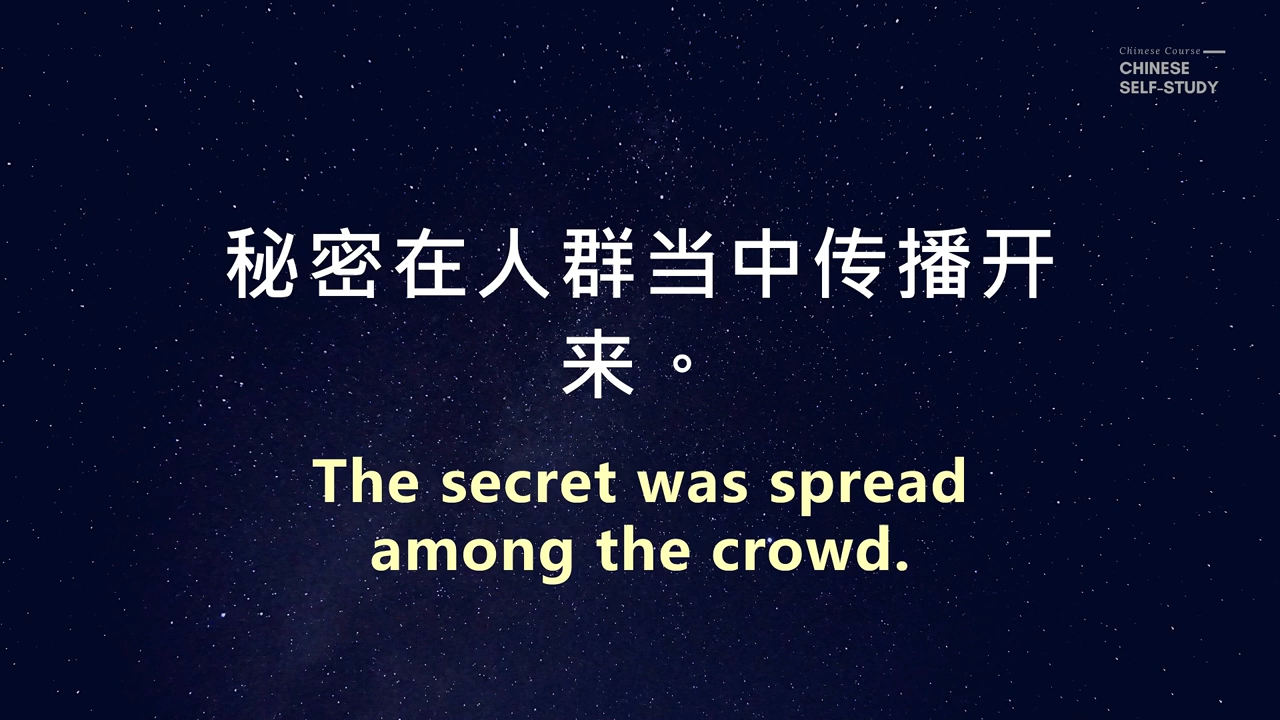 Chinese Course
CHINESE
SELF-STUDY
秘密在人群当中传播开
来。
The secret was spread
among the crowd.